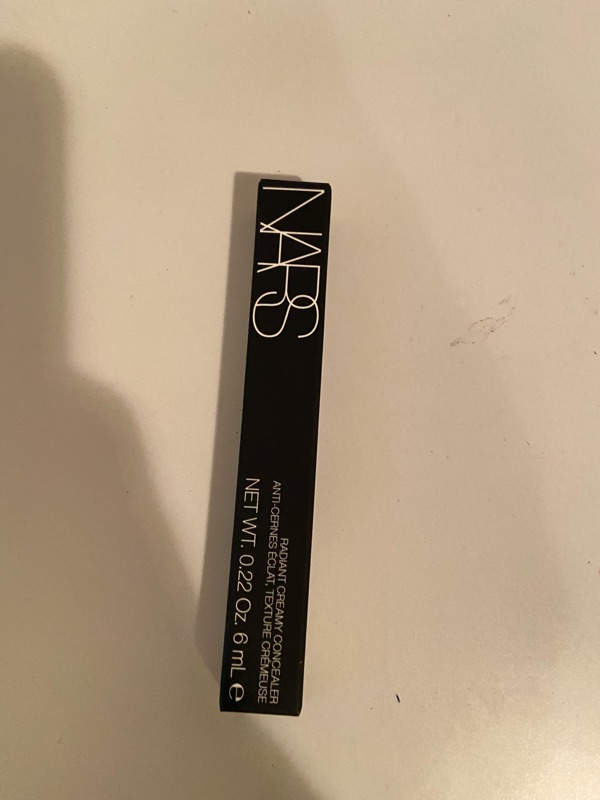 NARS
RADIANT CREAMY CONCEALER
ANTI-CERNES ÉCLAT, TEXTURE CRÉMEUSE
NET WT. 0.22 Oz. 6 mL ℮